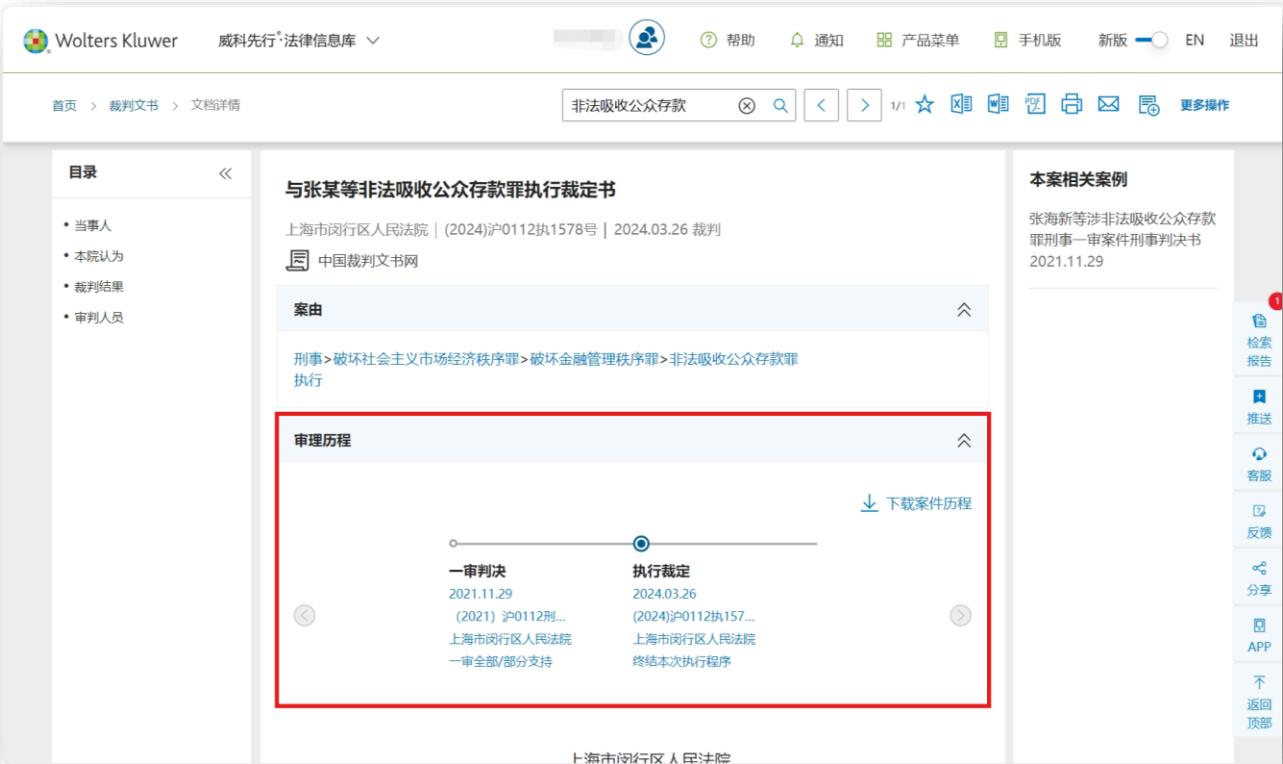 Wolters Kluwer 威科先行®法律信息库 帮助 通知 产品菜单 手机版 新版 EN 退出
首页 > 裁判文书 > 文档详情 非法吸收公众存款 1/1 更多操作
目录
• 当事人
• 本院认为
• 裁判结果
• 审判人员
与张某等非法吸收公众存款罪执行裁定书
上海市闵行区人民法院 | (2024)沪0112执1578号 | 2024.03.26 裁判
中国裁判文书网
案由
刑事>破坏社会主义市场经济秩序罪>破坏金融管理秩序罪>非法吸收公众存款罪
执行
审理历程
下载案件历程
一审判决
2021.11.29
（2021）沪0112刑...
上海市闵行区人民法院
一审全部/部分支持
执行裁定
2024.03.26
(2024)沪0112执157...
上海市闵行区人民法院
终结本次执行程序
上海市闵行区人民法院
本案相关案例
张海新等涉非法吸收公众存款
罪刑事一审案件刑事判决书
2021.11.29
1
检索
报告
推送
客服
反馈
分享
APP
返回
顶部